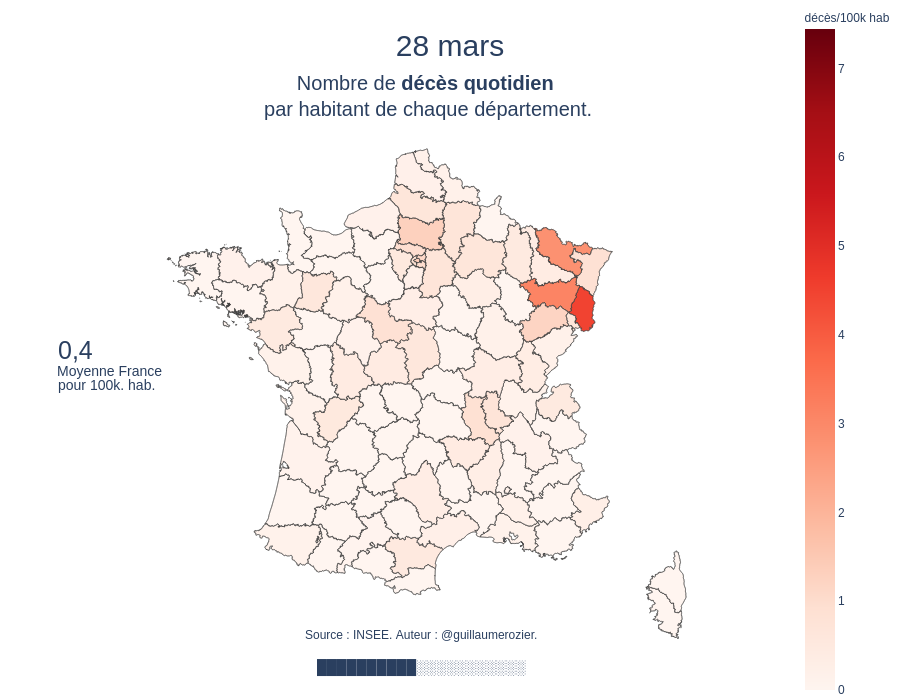 décès/100k hab
28 mars
Nombre de décès quotidien
par habitant de chaque département.
7
6
5
4
3
2
1
0
0,4
Moyenne France
pour 100k. hab.
Source : INSEE. Auteur : @guillaumerozier.